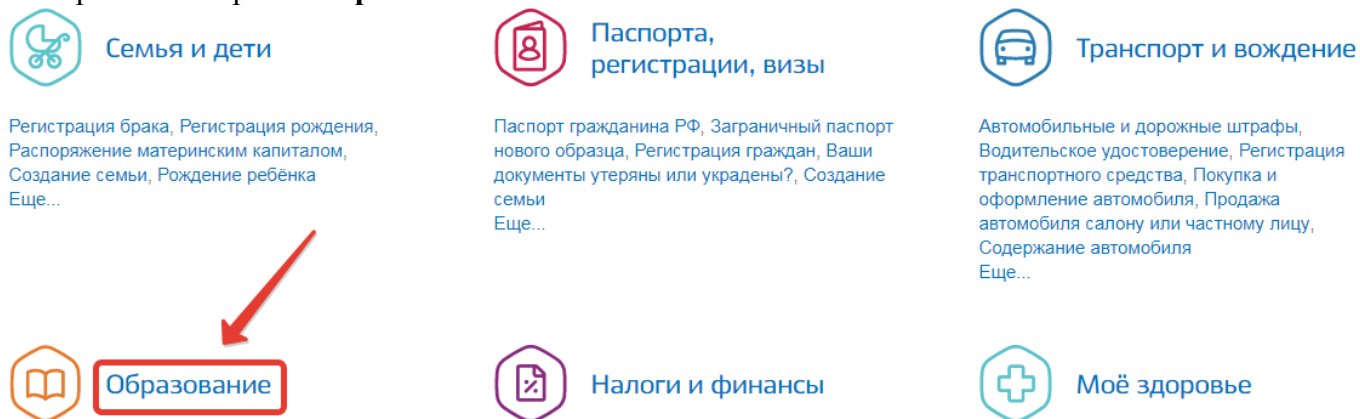 Семья и дети
Регистрация брака, Регистрация рождения,
Распоряжение материнским капиталом,
Создание семьи, Рождение ребёнка
Еще...
Паспорта,
регистрации, визы
Паспорт гражданина РФ, Заграничный паспорт
нового образца, Регистрация граждан, Ваши
документы утеряны или украдены?, Создание
семьи
Еще...
Транспорт и вождение
Автомобильные и дорожные штрафы,
Водительское удостоверение, Регистрация
транспортного средства, Покупка и
оформление автомобиля, Продажа
автомобиля салону или частному лицу,
Содержание автомобиля
Еще...
Образование
Налоги и финансы
Моё здоровье